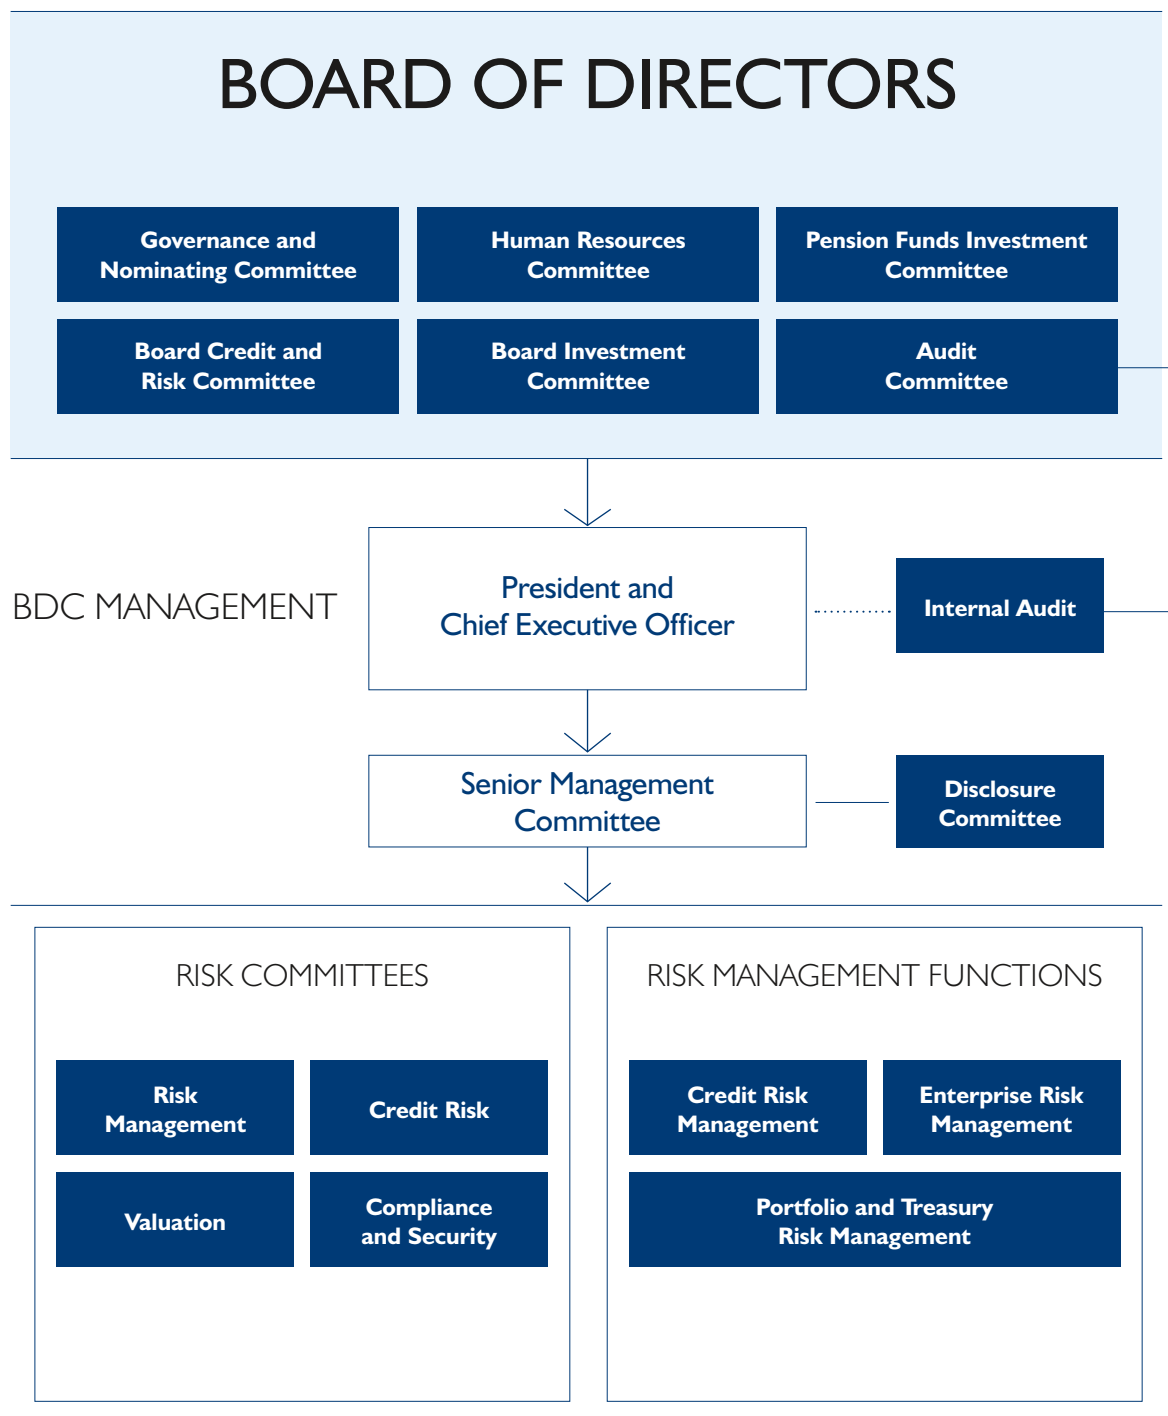 BOARD OF DIRECTORS
Governance and
Nominating Committee
Human Resources
Committee
Pension Funds Investment
Committee
Board Credit and
Risk Committee
Board Investment
Committee
Audit
Committee
BDC MANAGEMENT
President and
Chief Executive Officer
Internal Audit
Senior Management
Committee
Disclosure
Committee
RISK COMMITTEES
Risk
Management
Credit Risk
Valuation
Compliance
and Security
RISK MANAGEMENT FUNCTIONS
Credit Risk
Management
Enterprise Risk
Management
Portfolio and Treasury
Risk Management